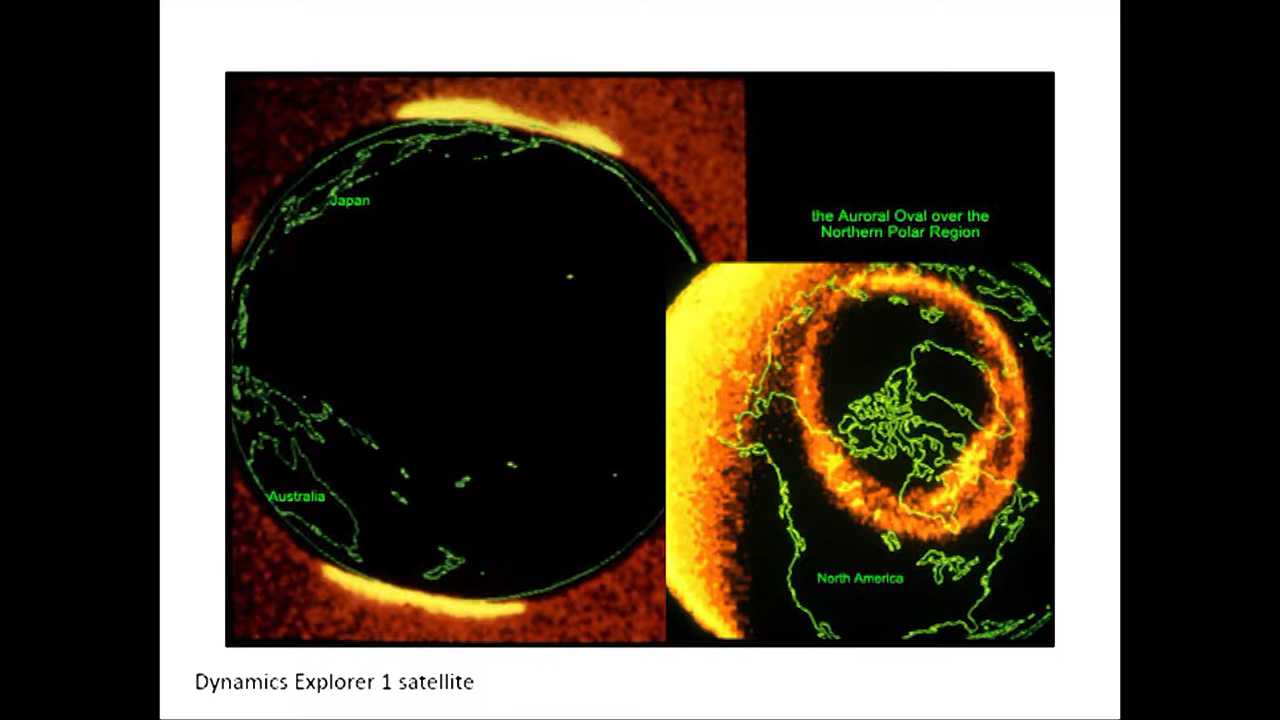 Japan
the Auroral Oval over the
Northern Polar Region
Australia
North America
Dynamics Explorer 1 satellite